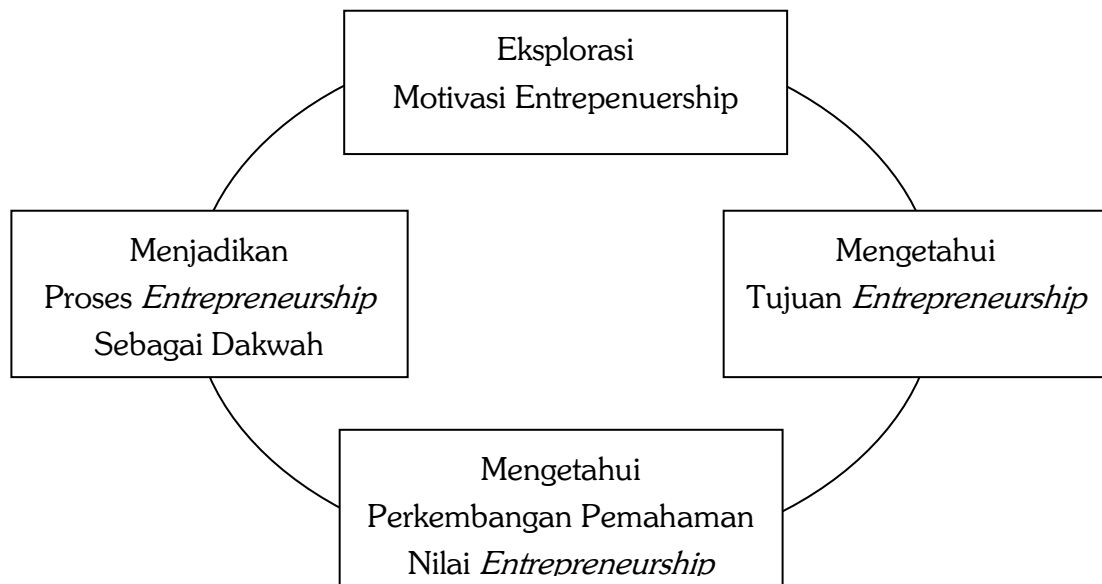 Eksplorasi
Motivasi Entrepenuership
Menjadikan
Proses Entrepreneurship
Sebagai Dakwah
Mengetahui
Tujuan Entrepreneurship
Mengetahui
Perkembangan Pemahaman
Nilai Entrepreneurship